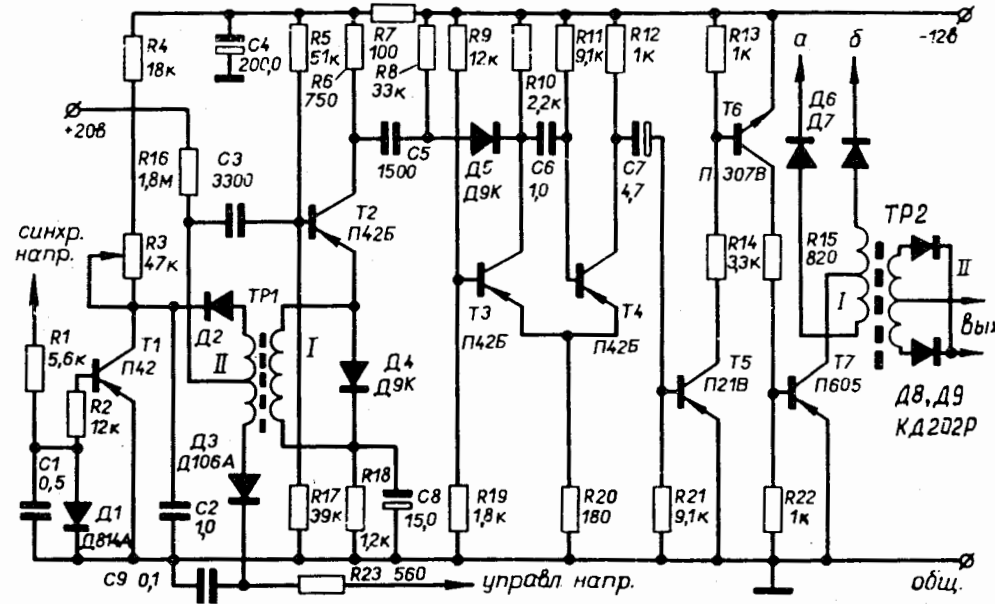 R4
18к
C4
200,0
R5
51к
R6
750
R7
100
R8
33к
R9
12к
R10
2,2к
R11
9,1к
R12
1к
R13
1к
а
б
-12в
+20в
R16
1,8м
C3
3300
C5
1500
Д5
Д9К
C6
1,0
C7
4,7
Т6
П307В
Д6
Д7
синхр.
напр.
R3
47к
Т2
П42Б
R14
3,3к
R15
820
ТР2
II
I
Вых
R1
5,6к
Т1
П42
Д2
ТР1
II
I
Д4
Д9К
Т3
П42Б
Т4
П42Б
Т5
П21В
Т7
П605
R2
12к
Д8, Д9
КД202Р
C1
0,5
Д1
Д814А
C2
1,0
Д3
Д106А
R17
39к
R18
1,2к
C8
15,0
R19
1,8к
R20
180
R21
9,1к
R22
1к
C9 0,1
R23 560
управл. напр.
общ.